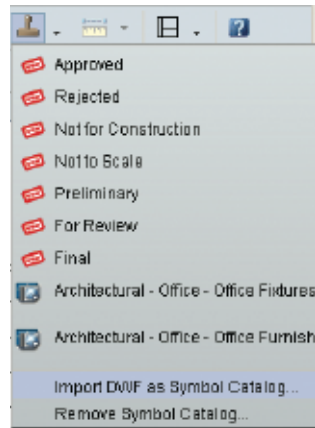 Approved
Rejected
Not for Construction
Not to Scale
Preliminary
For Review
Final
Architectural - Office - Office Fixtures
Architectural - Office - Office Furnish
Import DWF as Symbol Catalog...
Remove Symbol Catalog...